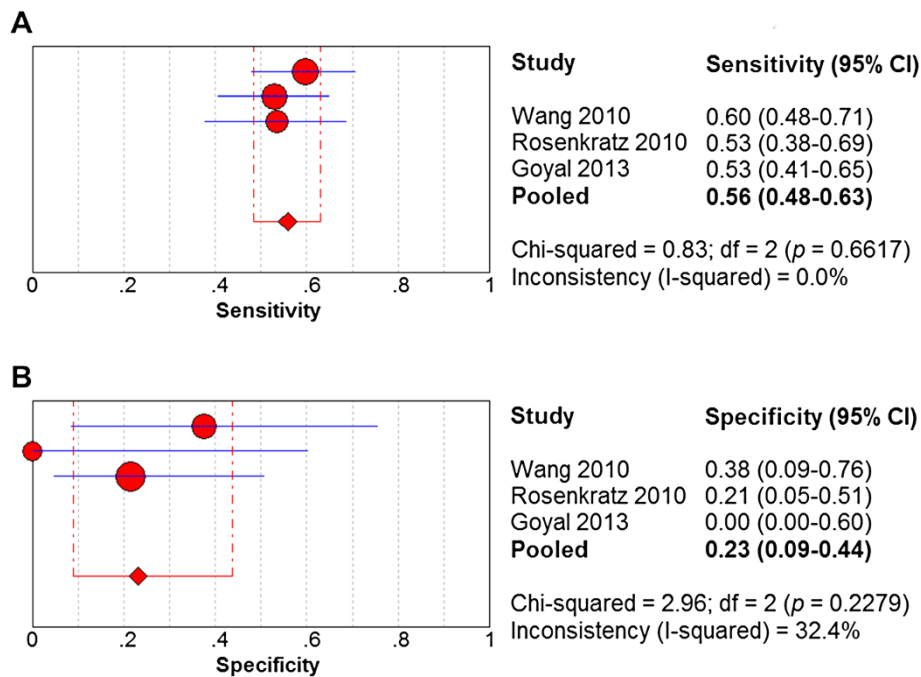 A
Study Sensitivity (95% CI)
Wang 2010 0.60 (0.48-0.71)
Rosenkratz 2010 0.53 (0.38-0.69)
Goyal 2013 0.53 (0.41-0.65)
Pooled 0.56 (0.48-0.63)
Chi-squared = 0.83; df = 2 (p = 0.6617)
Inconsistency (I-squared) = 0.0%
0 .2 .4 .6 .8 1
Sensitivity
B
Study Specificity (95% CI)
Wang 2010 0.38 (0.09-0.76)
Rosenkratz 2010 0.21 (0.05-0.51)
Goyal 2013 0.00 (0.00-0.60)
Pooled 0.23 (0.09-0.44)
Chi-squared = 2.96; df = 2 (p = 0.2279)
Inconsistency (I-squared) = 32.4%
0 .2 .4 .6 .8 1
Specificity